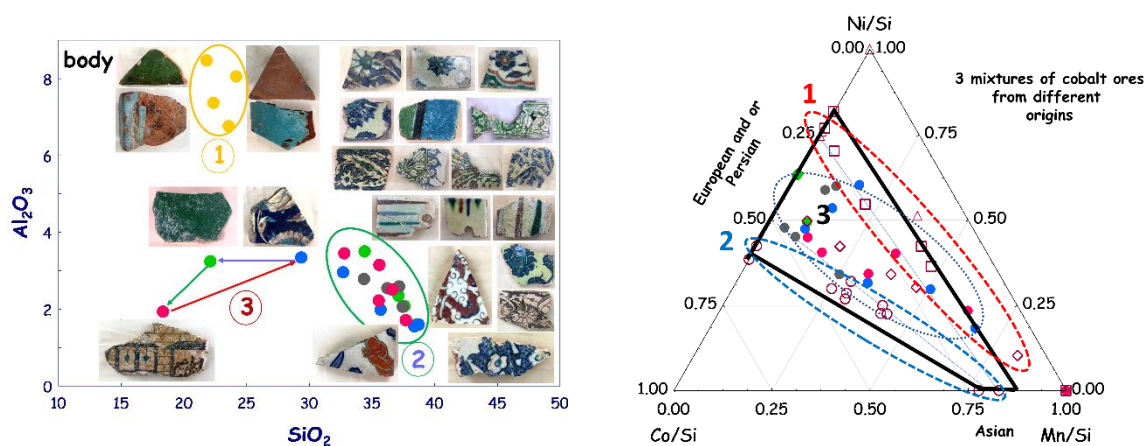 body
Al₂O₃
8
6
4
2
0
1
2
3
10 15 20 25 30 35 40 45 50
SiO₂
Ni/Si
0.00 1.00
3 mixtures of cobalt ores
from different
origins
European and or
Persian
1
0.25 0.75
3
0.50 0.50
2
0.75 0.25
1.00 0.00
0.00 0.25 0.50 0.75 1.00
Asian
Co/Si Mn/Si